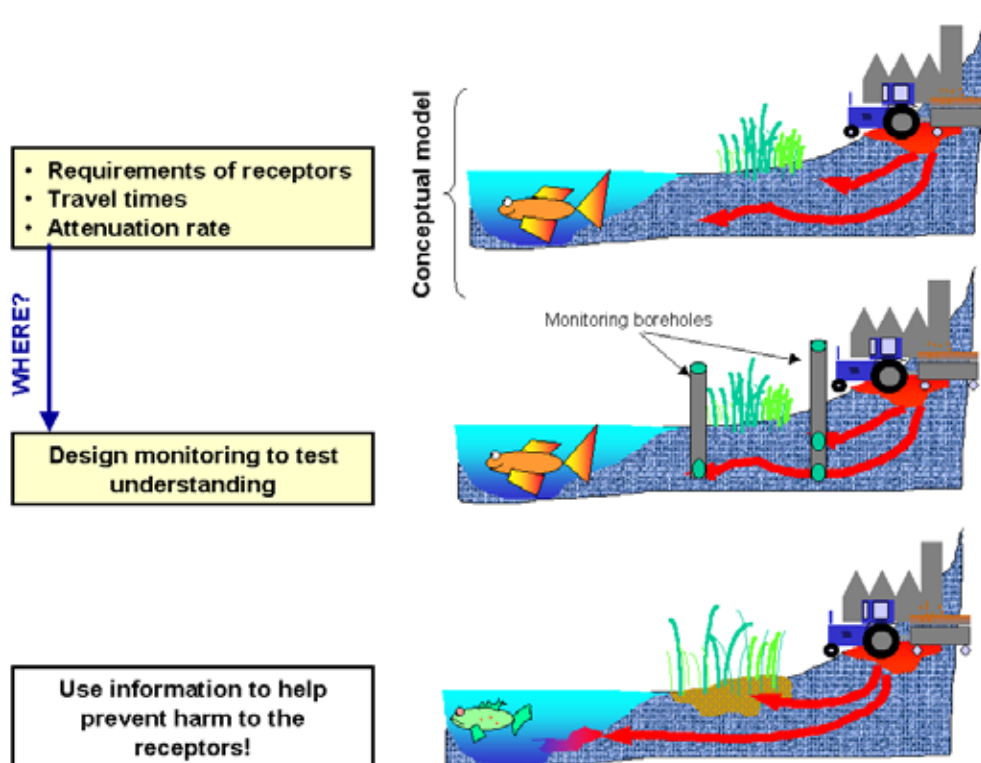 • Requirements of receptors
• Travel times
• Attenuation rate
Conceptual model
WHERE?
Monitoring boreholes
Design monitoring to test
understanding
Use information to help
prevent harm to the
receptors!